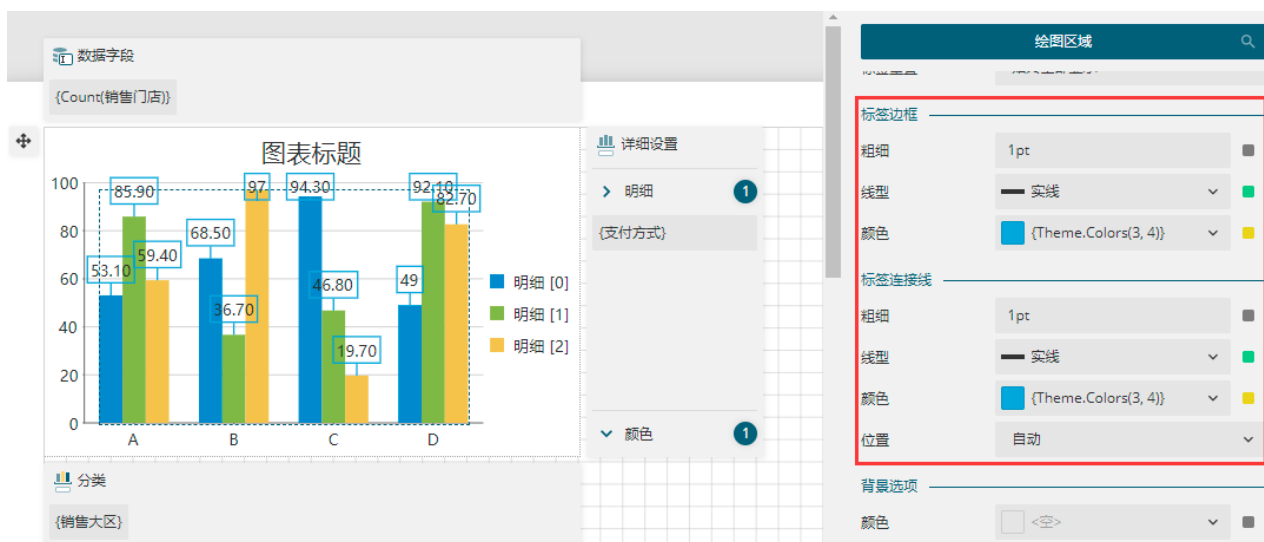 数据字段
{Count(销售门店)}
图表标题
100
80
60
40
20
0
53.10
85.90
59.40
68.50
36.70
97
94.30
46.80
19.70
49
92.10
82.70
A
B
C
D
明细 [0]
明细 [1]
明细 [2]
分类
{销售大区}
详细设置
明细
1
{支付方式}
颜色
1
绘图区域
标签边框
粗细
1pt
线型
实线
颜色
{Theme.Colors(3, 4)}
标签连接线
粗细
1pt
线型
实线
颜色
{Theme.Colors(3, 4)}
位置
自动
背景选项
颜色
<空>